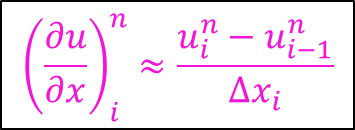 (∂u/∂x)_i^n ≈ (u_i^n − u_{i−1}^n)/Δx_i